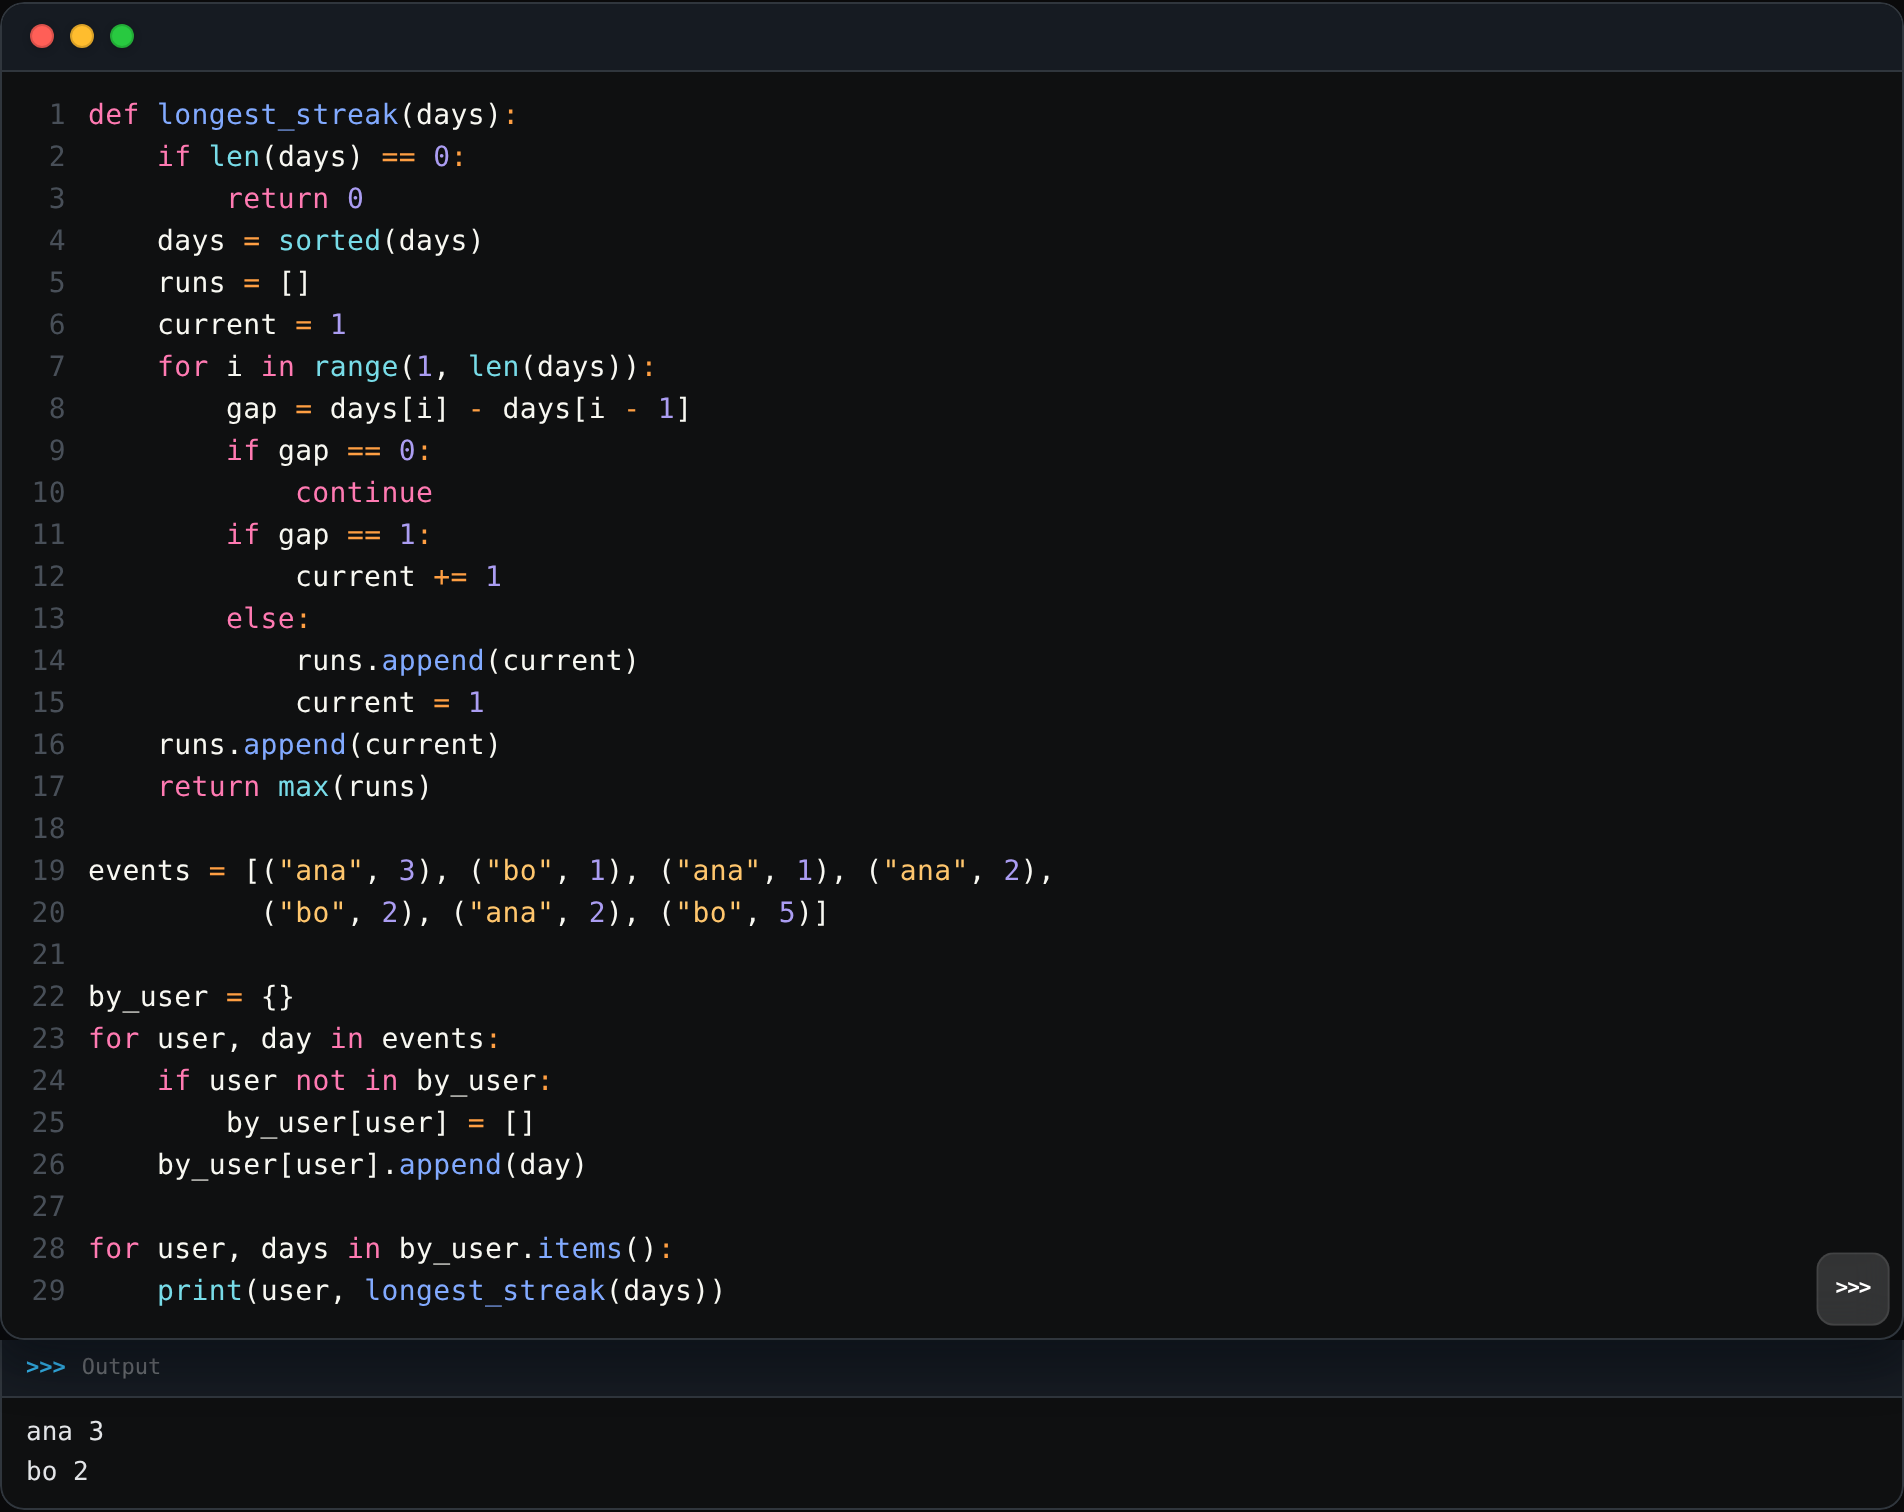 1 def longest_streak(days):
2     if len(days) == 0:
3         return 0
4     days = sorted(days)
5     runs = []
6     current = 1
7     for i in range(1, len(days)):
8         gap = days[i] - days[i - 1]
9         if gap == 0:
10             continue
11         if gap == 1:
12             current += 1
13         else:
14             runs.append(current)
15             current = 1
16     runs.append(current)
17     return max(runs)
18
19 events = [("ana", 3), ("bo", 1), ("ana", 1), ("ana", 2),
20           ("bo", 2), ("ana", 2), ("bo", 5)]
21
22 by_user = {}
23 for user, day in events:
24     if user not in by_user:
25         by_user[user] = []
26     by_user[user].append(day)
27
28 for user, days in by_user.items():
29     print(user, longest_streak(days))
>>>
>>> Output
ana 3
bo 2